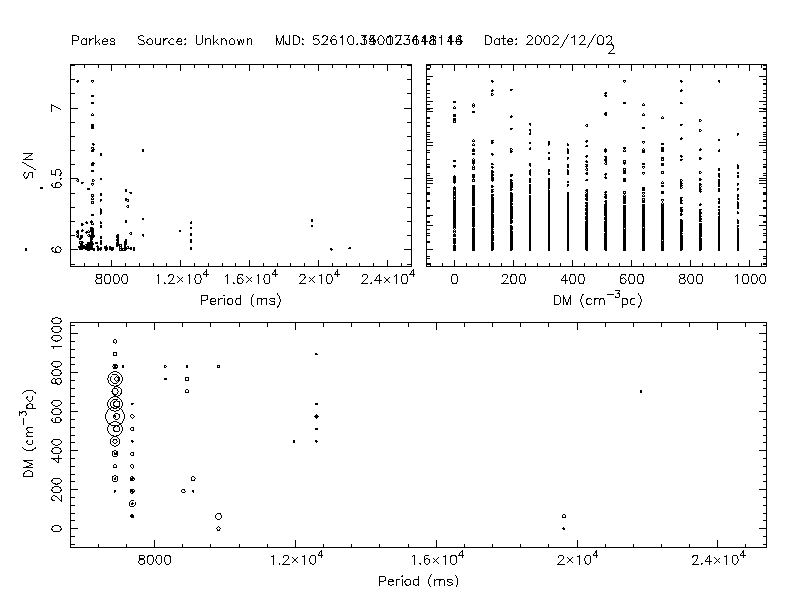 Parkes Source: Unknown MJD: Date: 2002/12/02
2
S/N
7
6.5
6
8000 1.2×10⁴ 1.6×10⁴ 2×10⁴ 2.4×10⁴
Period (ms)
0 200 400 600 800 1000
DM (cm⁻³pc)
DM (cm⁻³pc)
1000
800
600
400
200
0
8000 1.2×10⁴ 1.6×10⁴ 2×10⁴ 2.4×10⁴
Period (ms)